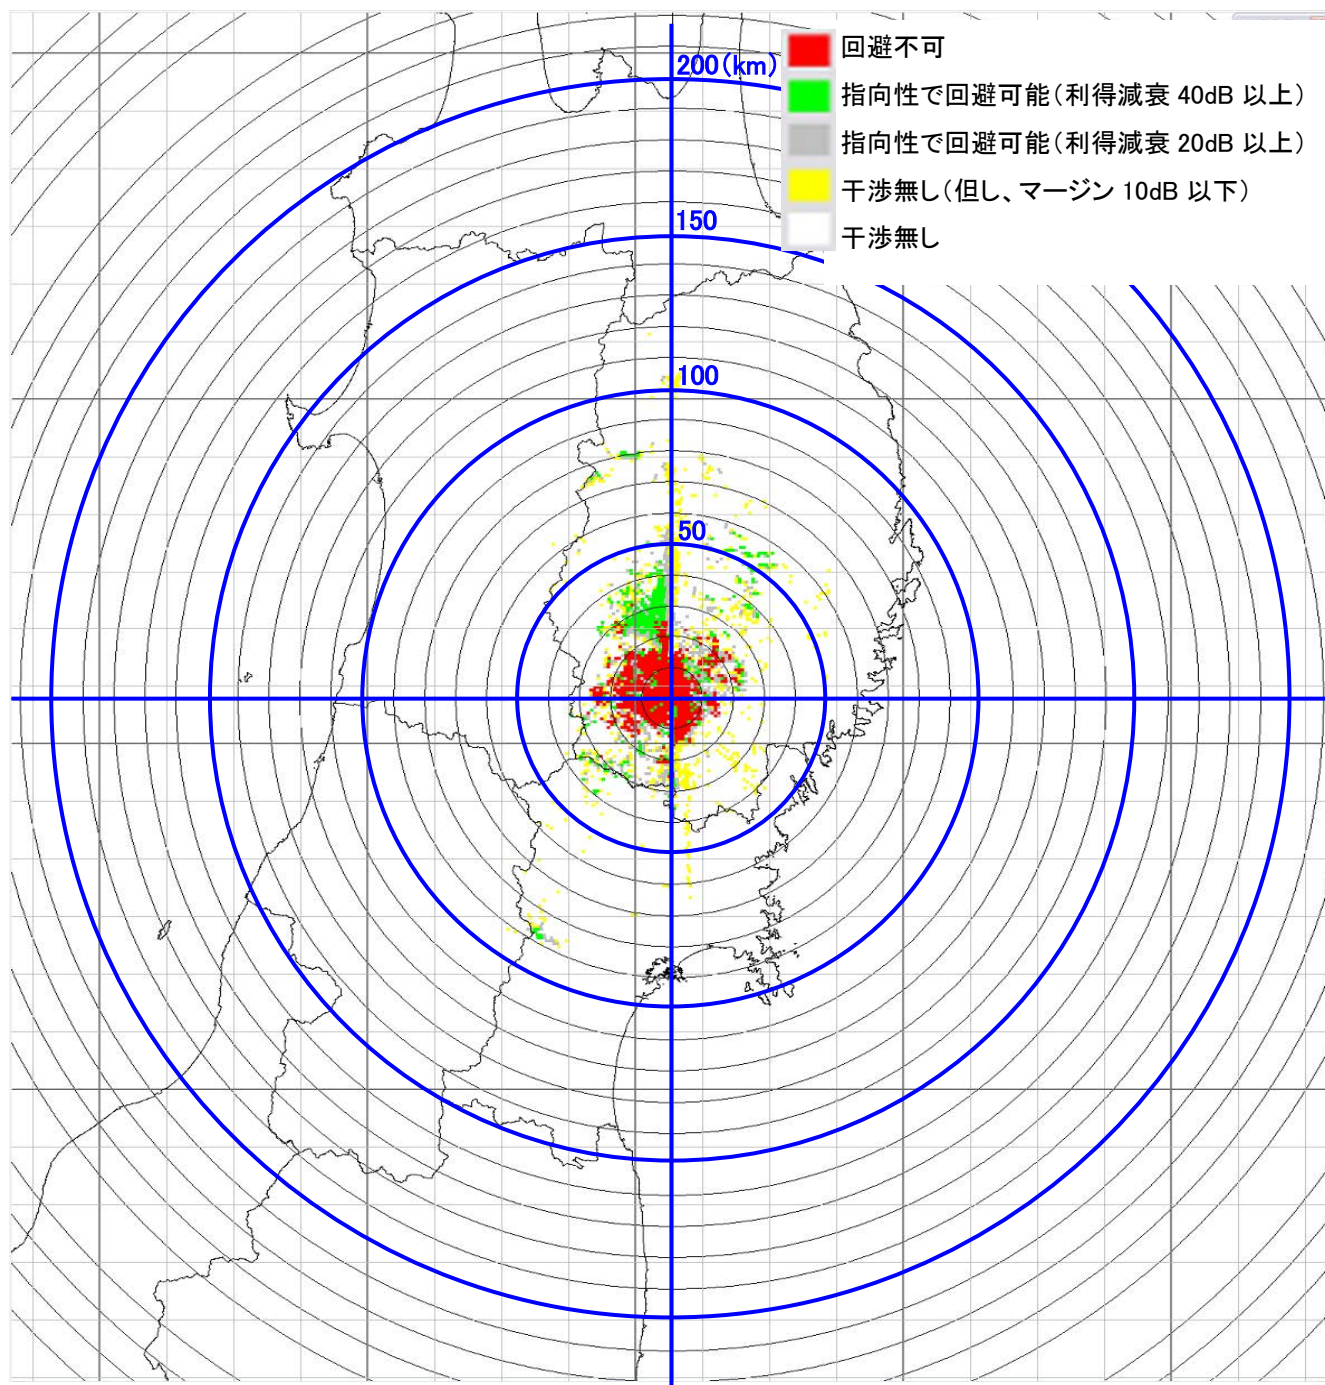 回避不可
200(km)
指向性で回避可能(利得減衰 40dB 以上)
指向性で回避可能(利得減衰 20dB 以上)
干渉無し(但し、マージン 10dB 以下)
干渉無し
150
100
50